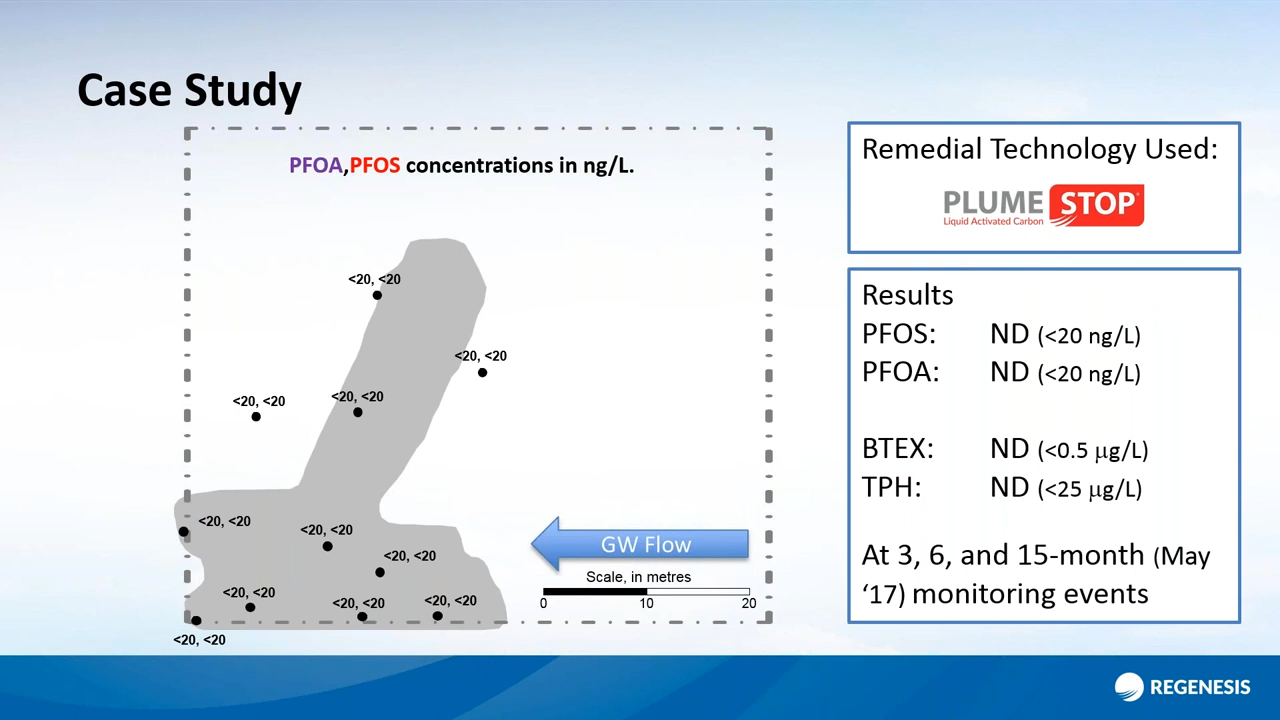 Case Study
PFOA,PFOS concentrations in ng/L.
<20, <20
<20, <20
<20, <20
<20, <20
<20, <20
<20, <20
<20, <20
<20, <20
<20, <20
<20, <20
<20, <20
GW Flow
Scale, in metres
0 10 20
Remedial Technology Used:
PLUME STOP®
Liquid Activated Carbon
Results
PFOS: ND (<20 ng/L)
PFOA: ND (<20 ng/L)
BTEX: ND (<0.5 µg/L)
TPH: ND (<25 µg/L)
At 3, 6, and 15-month (May
‘17) monitoring events
REGENESIS